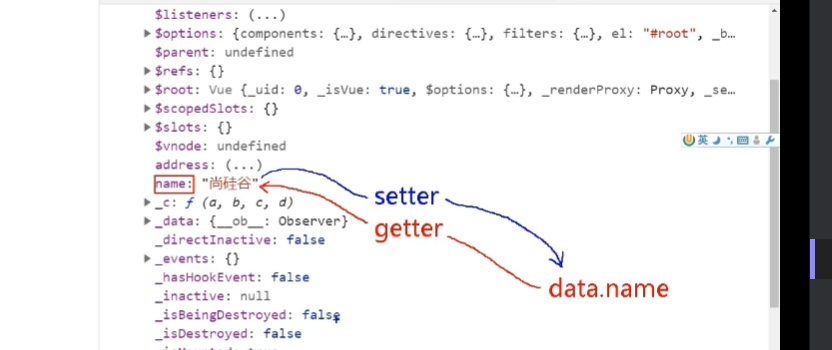 $listeners: (...)
▶ $options: {components: {…}, directives: {…}, filters: {…}, el: "#root", _b…
$parent: undefined
▶ $refs: {}
▶ $root: Vue {_uid: 0, _isVue: true, $options: {…}, _renderProxy: Proxy, _se…
▶ $scopedSlots: {}
▶ $slots: {}
$vnode: undefined
address: (...)
name: "尚硅谷"
setter
▶ _c: ƒ (a, b, c, d)
▶ _data: {__ob__: Observer}
getter
_directInactive: false
▶ _events: {}
_hasHookEvent: false
data.name
_inactive: null
_isBeingDestroyed: false
_isDestroyed: false
英